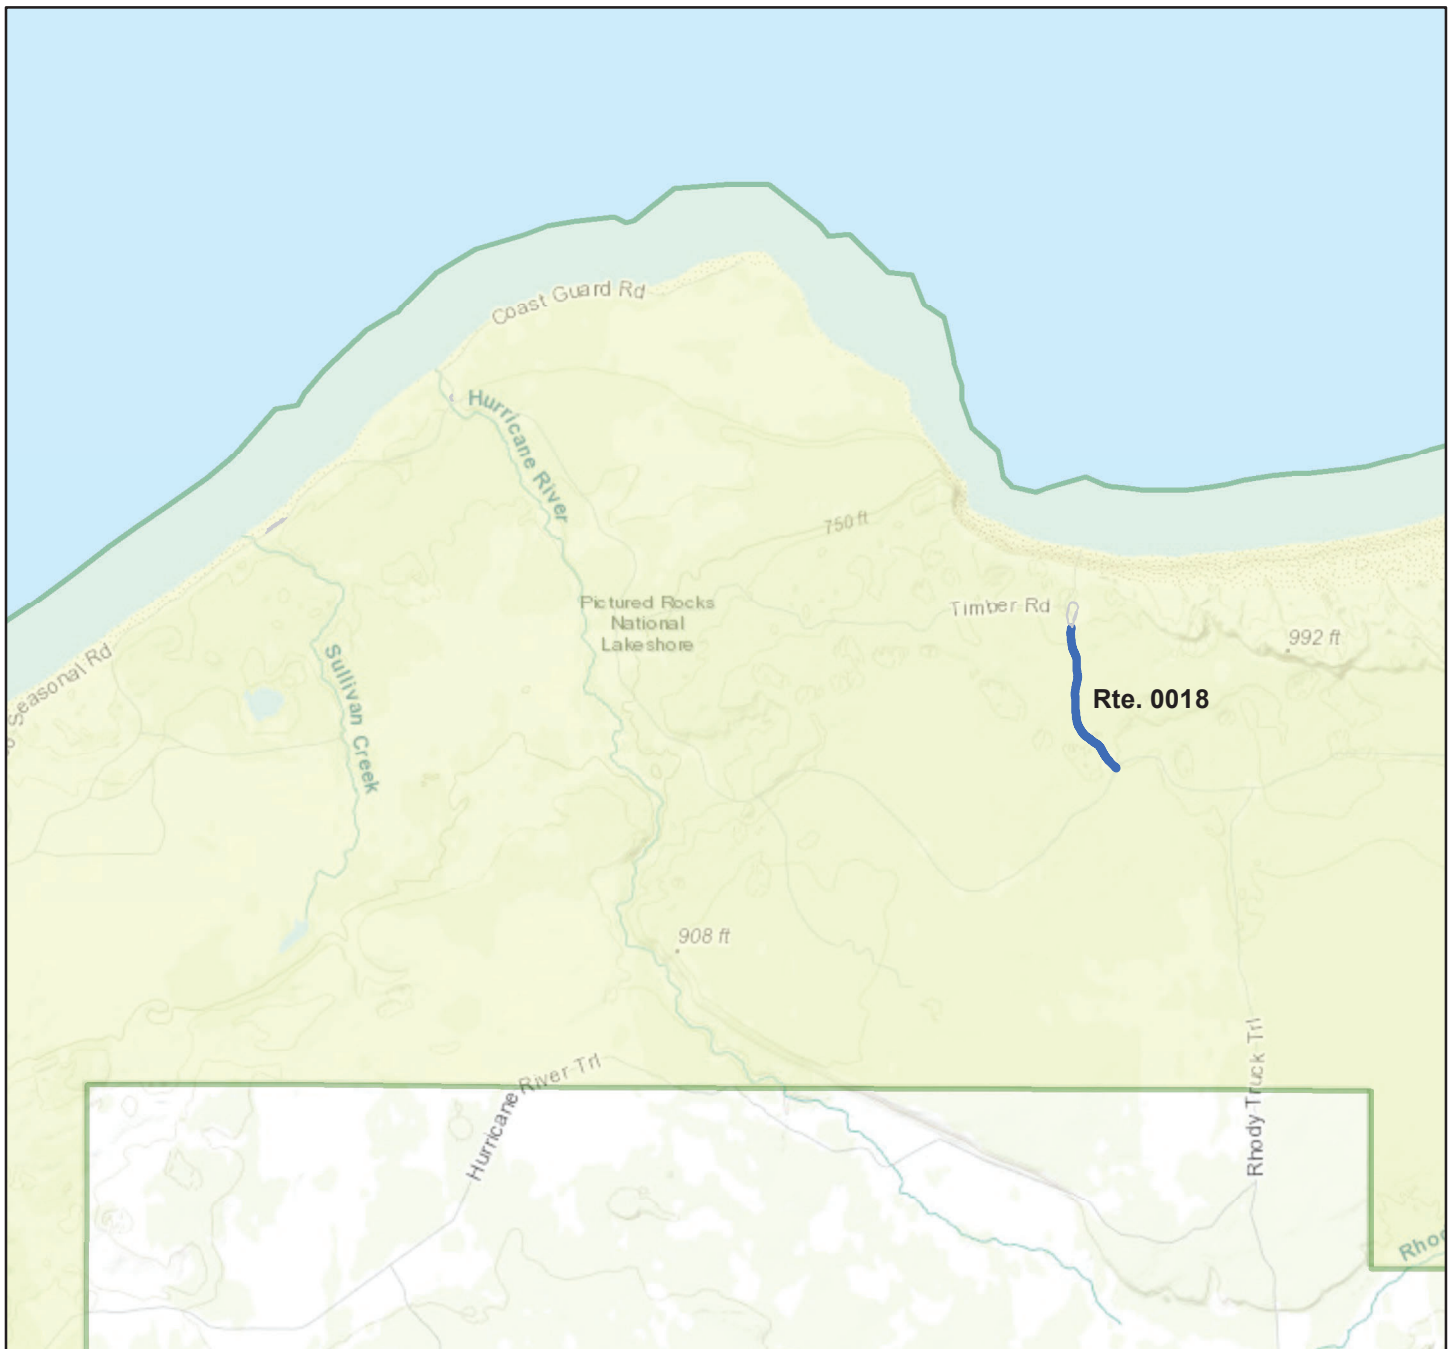 Coast Guard Rd
Hurricane River
750 ft
Pictured Rocks
National
Lakeshore
Timber Rd
992 ft
Seasonal Rd
Sullivan Creek
Rte. 0018
908 ft
Hurricane River Trl
Rhody Truck Trl
Rho